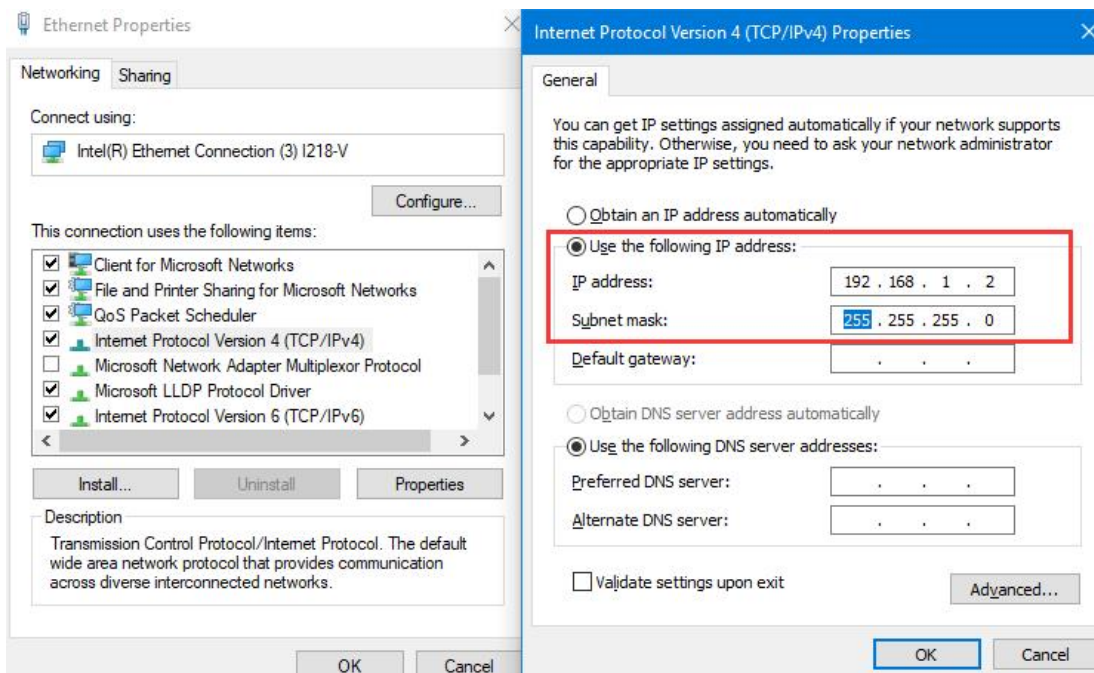 Ethernet Properties
Networking Sharing
Connect using:
Intel(R) Ethernet Connection (3) I218-V
Configure...
This connection uses the following items:
Client for Microsoft Networks
File and Printer Sharing for Microsoft Networks
QoS Packet Scheduler
Internet Protocol Version 4 (TCP/IPv4)
Microsoft Network Adapter Multiplexor Protocol
Microsoft LLDP Protocol Driver
Internet Protocol Version 6 (TCP/IPv6)
Install... Uninstall Properties
Description
Transmission Control Protocol/Internet Protocol. The default
wide area network protocol that provides communication
across diverse interconnected networks.
OK Cancel
Internet Protocol Version 4 (TCP/IPv4) Properties
General
You can get IP settings assigned automatically if your network supports
this capability. Otherwise, you need to ask your network administrator
for the appropriate IP settings.
Obtain an IP address automatically
Use the following IP address:
IP address: 192 . 168 . 1 . 2
Subnet mask: 255 . 255 . 255 . 0
Default gateway: . . .
Obtain DNS server address automatically
Use the following DNS server addresses:
Preferred DNS server: . . .
Alternate DNS server: . . .
Validate settings upon exit
Advanced...
OK Cancel